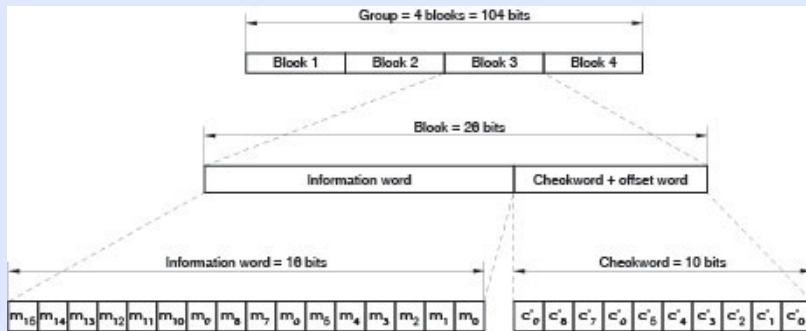 Group = 4 blocks = 104 bits
Block 1 Block 2 Block 3 Block 4
Block = 26 bits
Information word Checkword + offset word
Information word = 16 bits Checkword = 10 bits
m₁₅ m₁₄ m₁₃ m₁₂ m₁₁ m₁₀ m₉ m₈ m₇ m₆ m₅ m₄ m₃ m₂ m₁ m₀ c'₉ c'₈ c'₇ c'₆ c'₅ c'₄ c'₃ c'₂ c'₁ c'₀